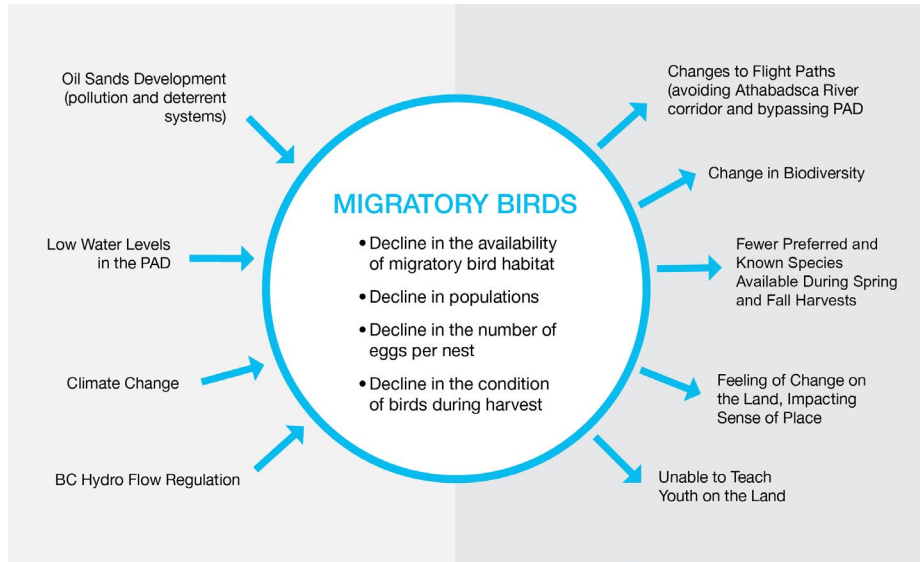 Oil Sands Development
(pollution and deterrent
systems)
Low Water Levels
in the PAD
Climate Change
BC Hydro Flow Regulation
MIGRATORY BIRDS
• Decline in the availability
of migratory bird habitat
• Decline in populations
• Decline in the number of
eggs per nest
• Decline in the condition
of birds during harvest
Changes to Flight Paths
(avoiding Athabadsca River
corridor and bypassing PAD
Change in Biodiversity
Fewer Preferred and
Known Species
Available During Spring
and Fall Harvests
Feeling of Change on
the Land, Impacting
Sense of Place
Unable to Teach
Youth on the Land